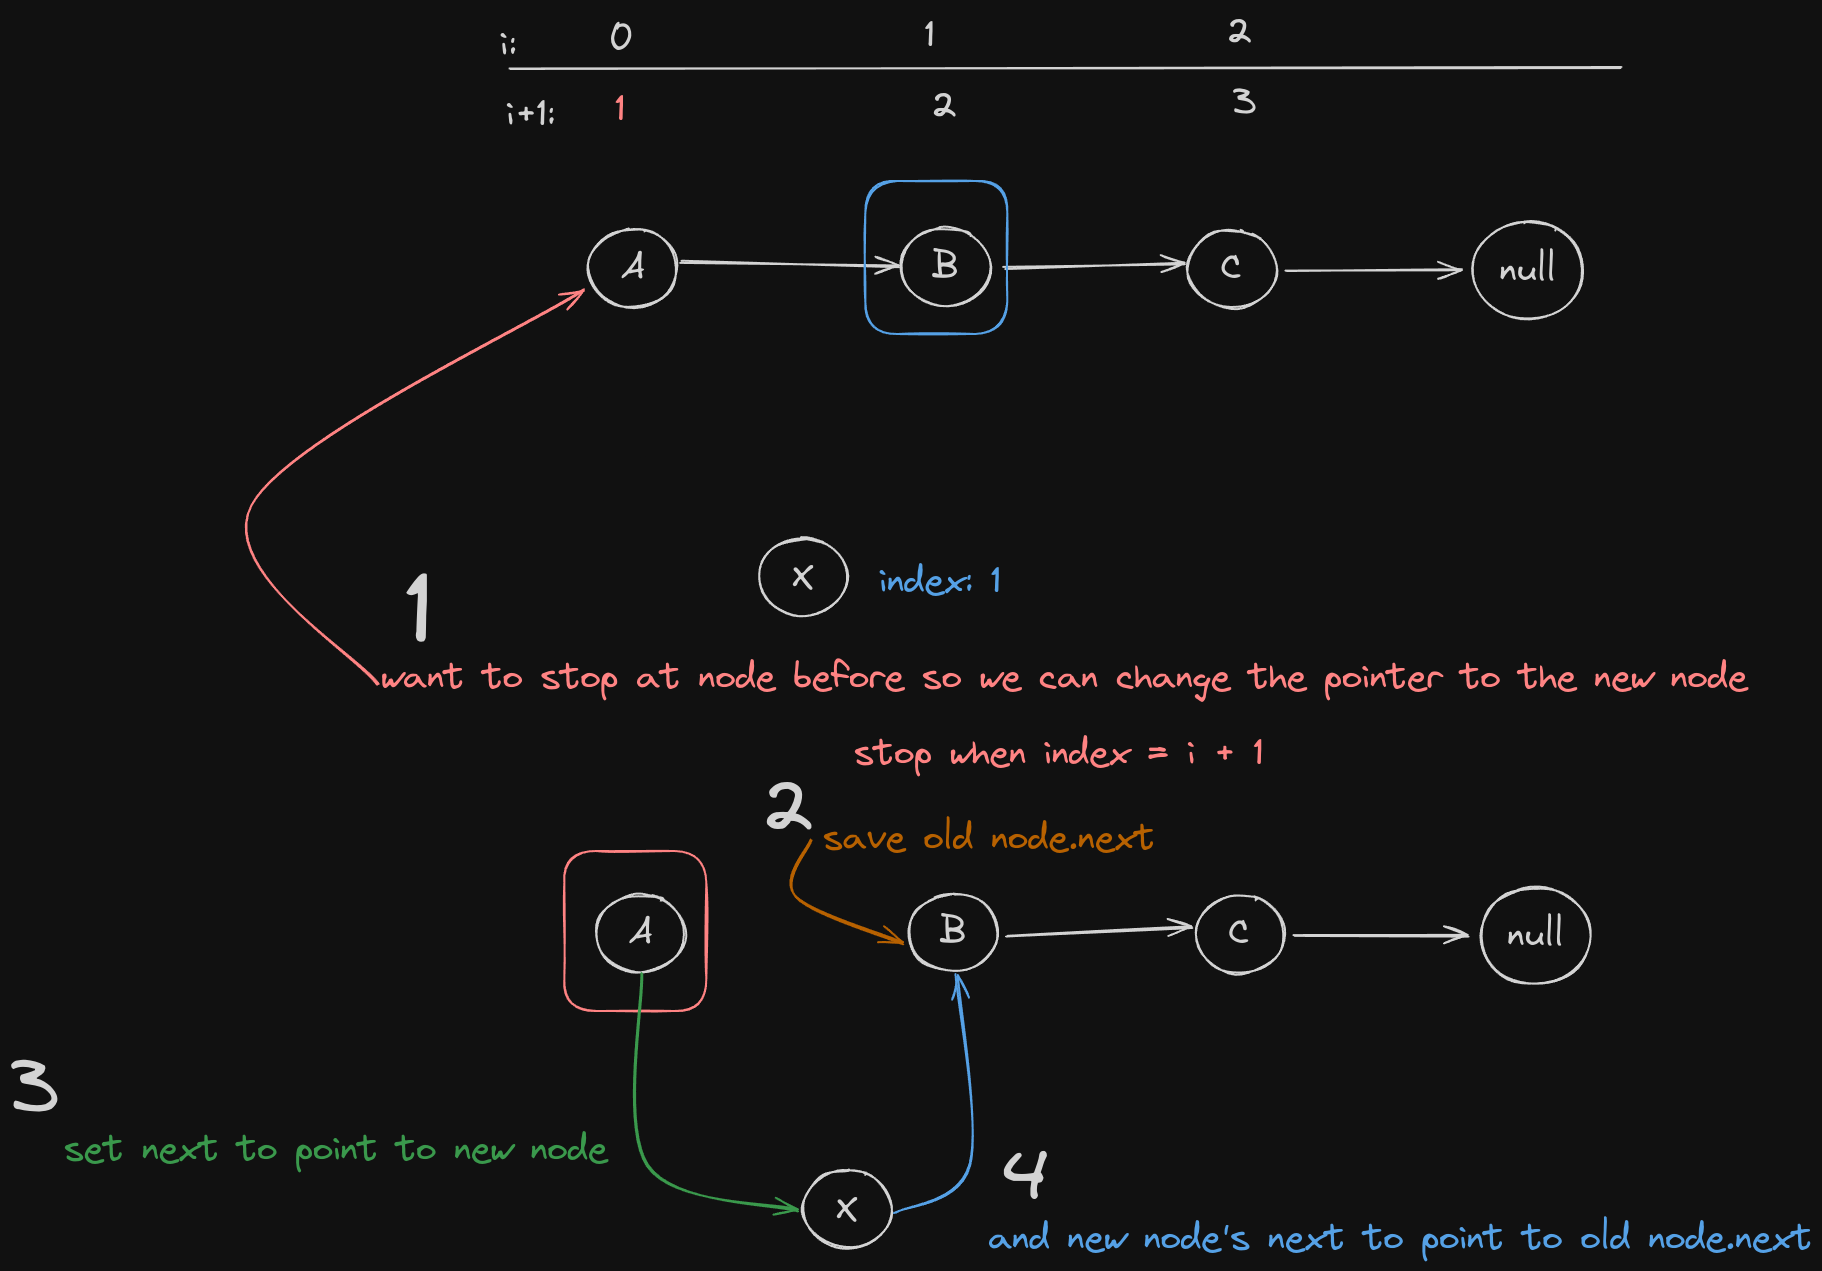 i: 0 1 2
i+1: 1 2 3
A B C null
X index: 1
1
want to stop at node before so we can change the pointer to the new node
stop when index = i + 1
2
save old node.next
A B C null
3
set next to point to new node
X
4
and new node's next to point to old node.next